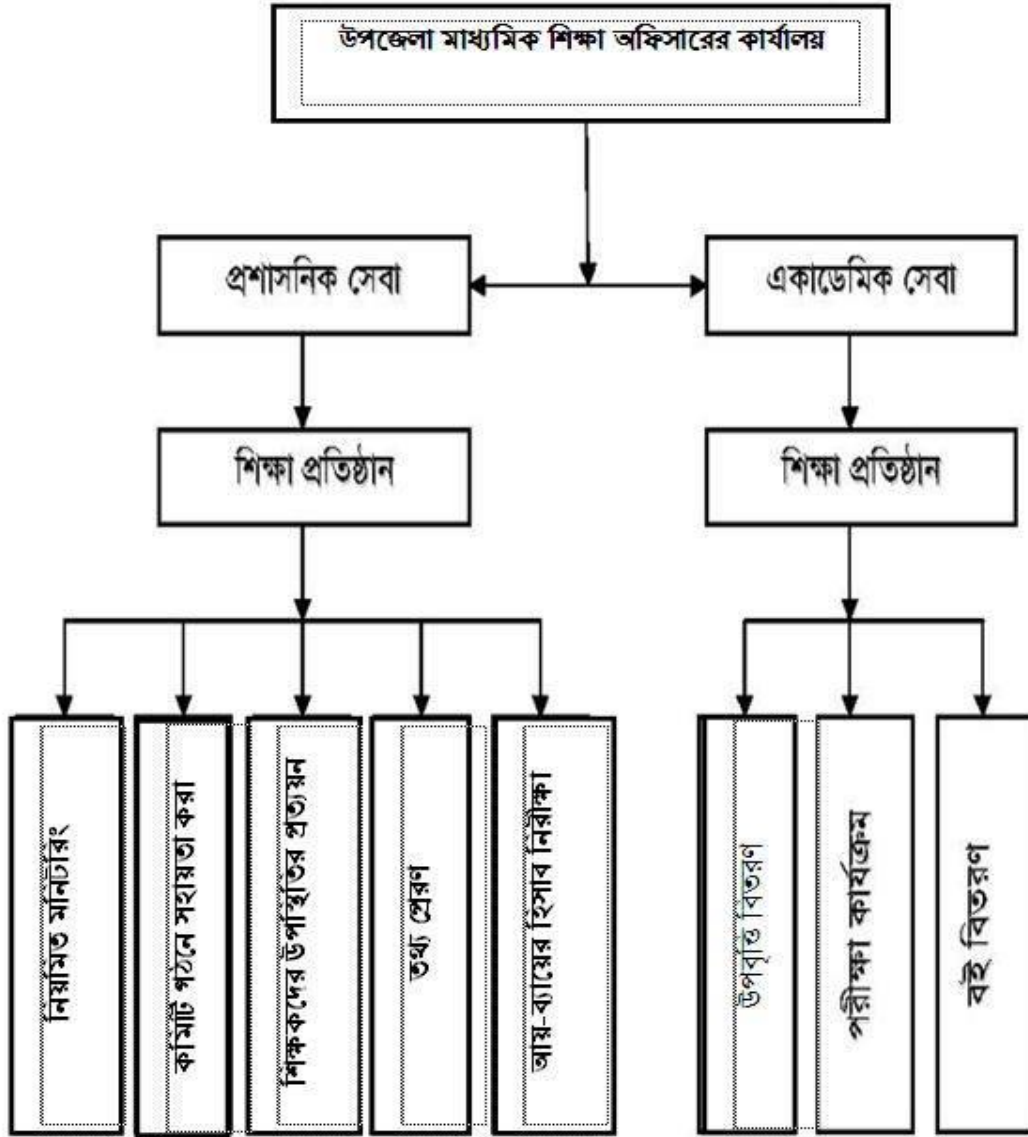 উপজেলা মাধ্যমিক শিক্ষা অফিসারের কার্যালয়
প্রশাসনিক সেবা
একাডেমিক সেবা
শিক্ষা প্রতিষ্ঠান
শিক্ষা প্রতিষ্ঠান
নিয়মিত মনিটরিং
কমিটি গঠনে সহায়তা করা
শিক্ষকদের উপস্থিতির প্রত্যয়ন
তথ্য প্রেরণ
আয়-ব্যায়ের হিসাব নিরীক্ষা
উপবৃত্তি বিতরণ
পরীক্ষা কার্যক্রম
বই বিতরণ